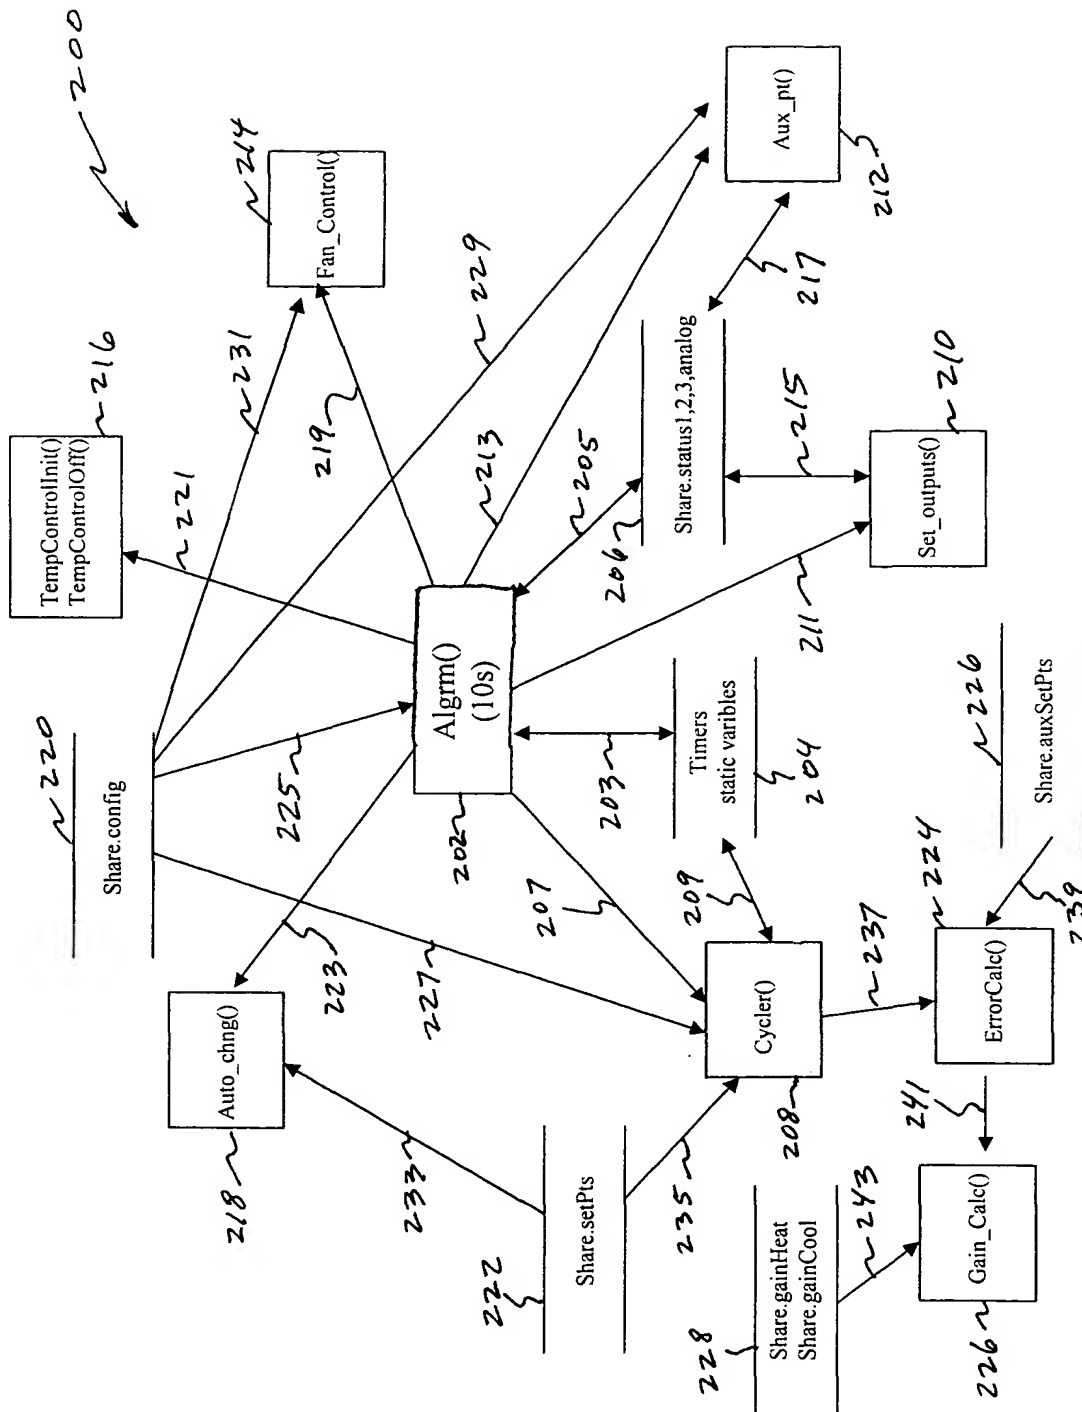 200
220
Share.config
216
TempControlInit()
TempControlOff()
214
Fan_Control()
231
221
219
229
225
223
227
218
Auto_chng()
233
222
Share.setPts
235
202
Algrm()
(10s)
213
205
203
207
211
206
Share.status1,2,3,analog
217
215
212
Aux_pt()
210
Set_outputs()
204
Timers
static varibles
209
208
Cycler()
237
224
ErrorCalc()
226
Share.auxSetPts
239
241
228
Share.gainHeat
Share.gainCool
243
226
Gain_Calc()